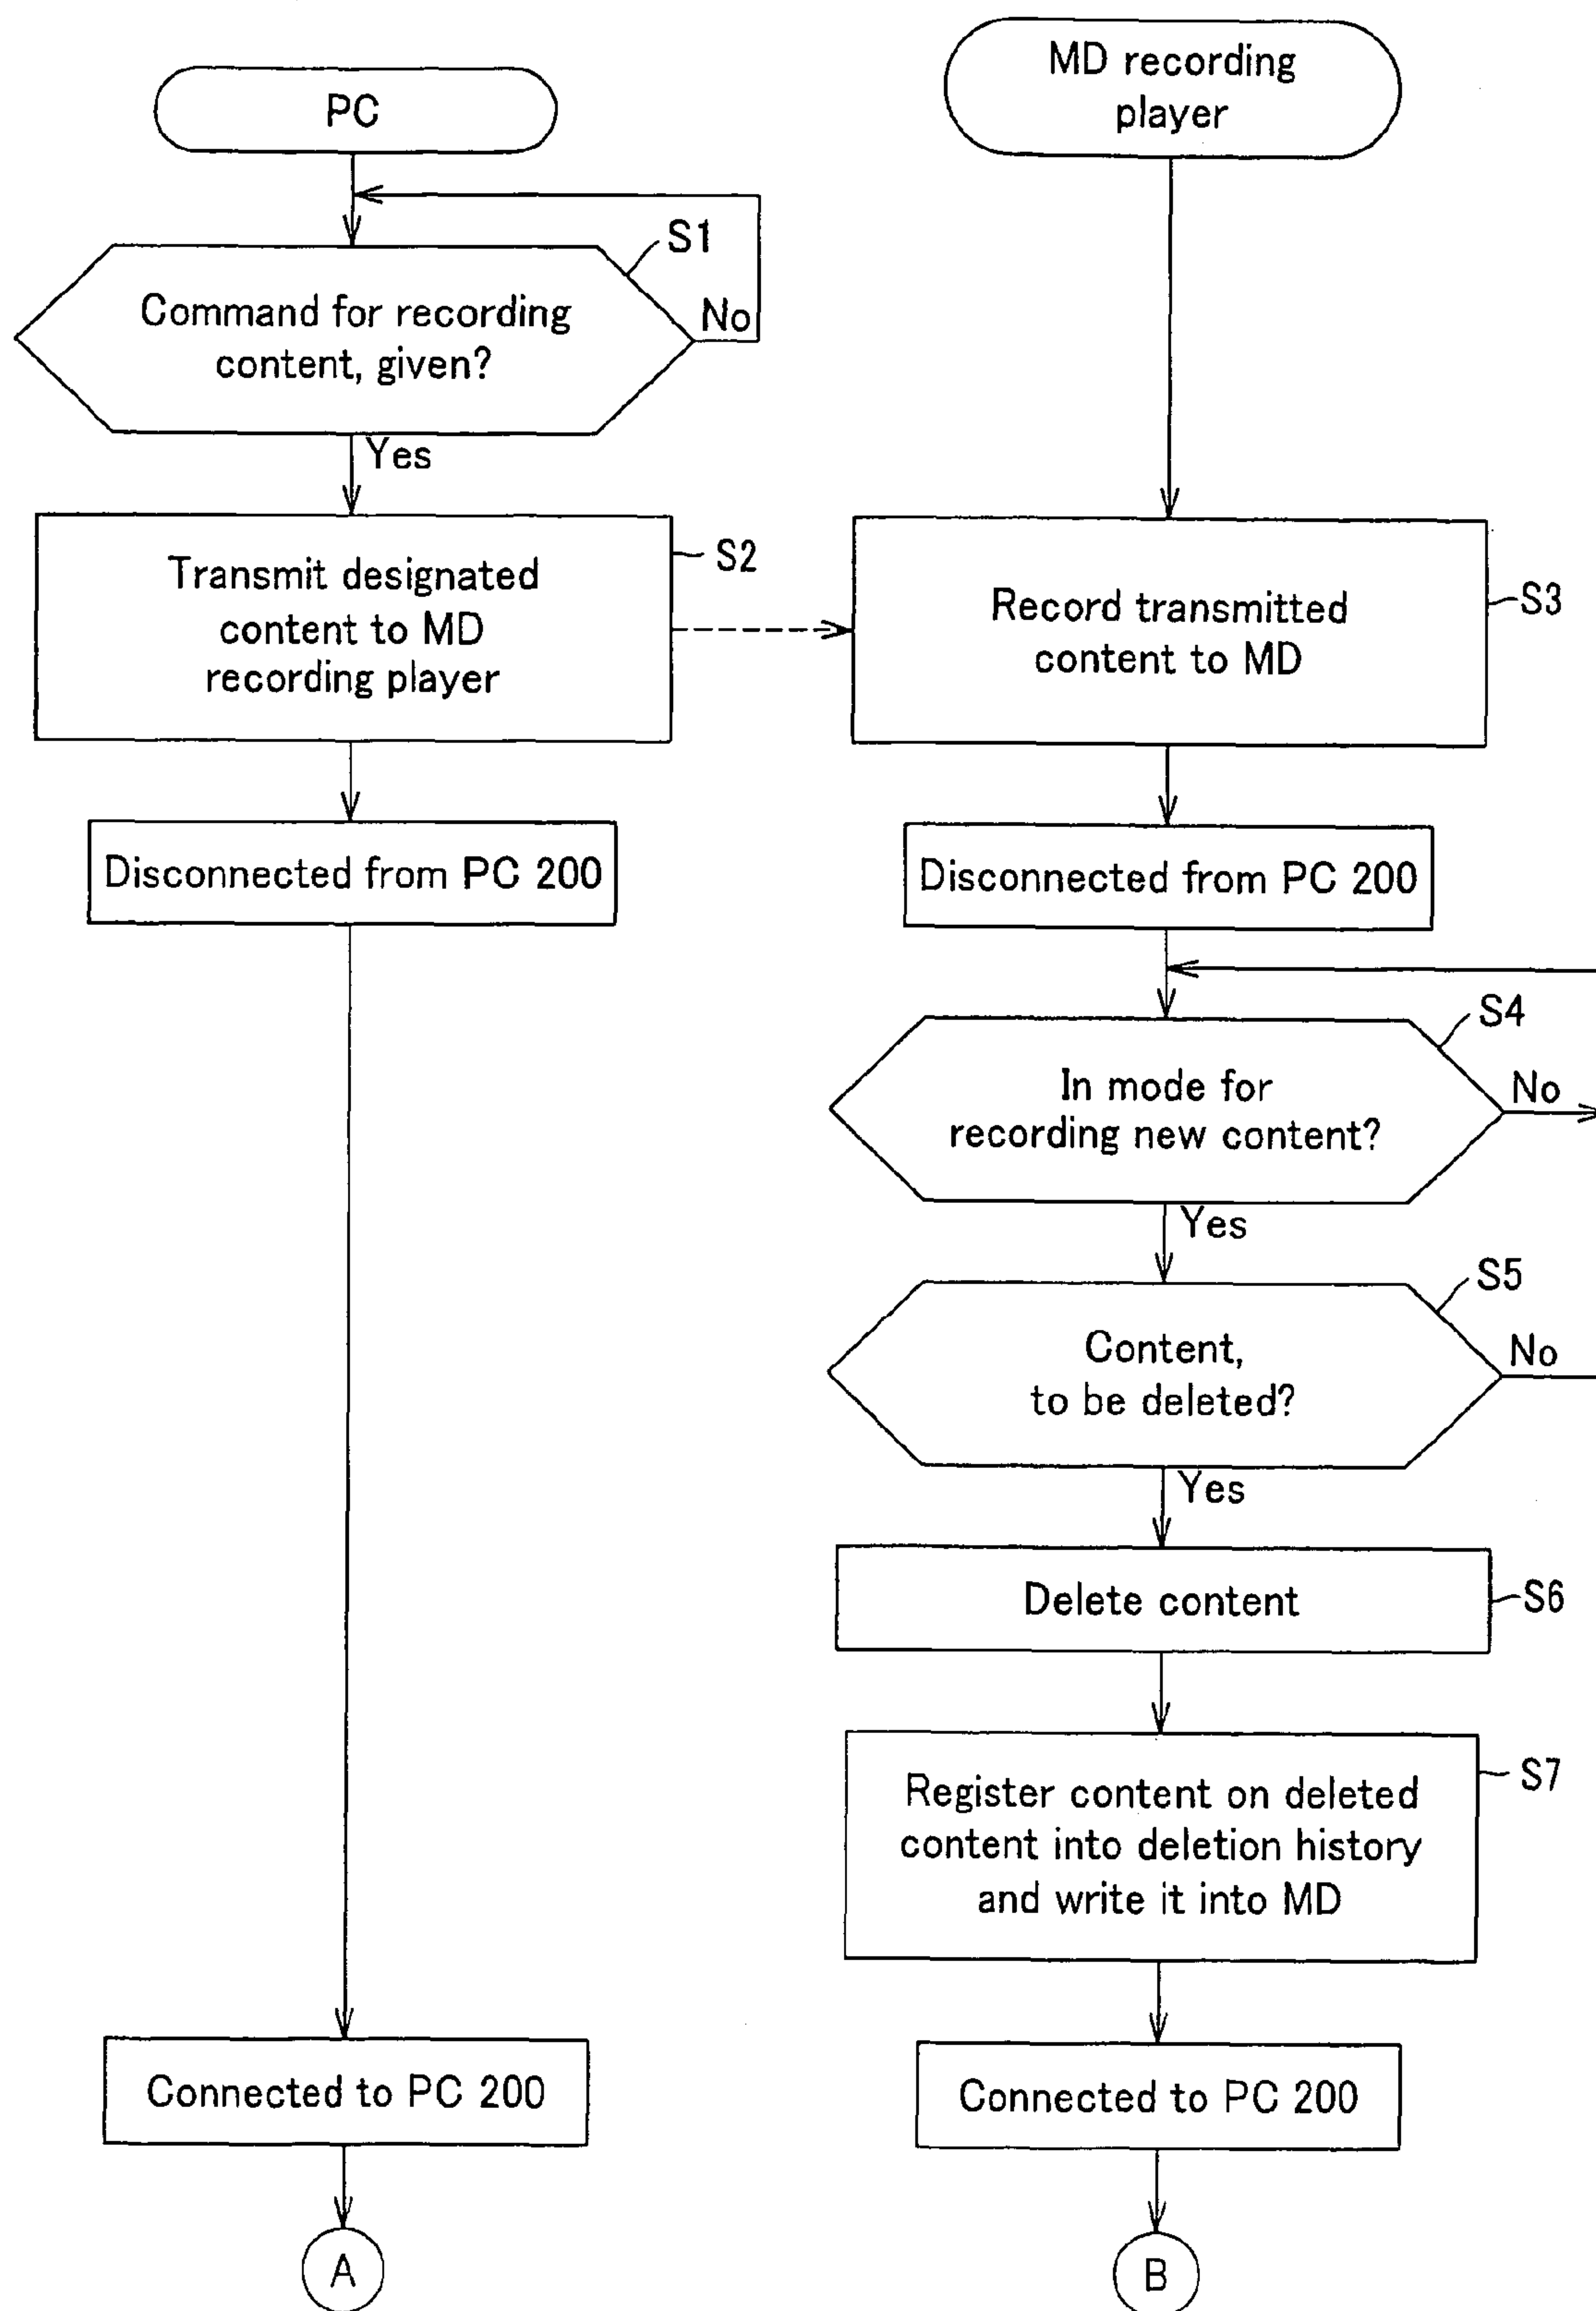 PC
S1
Command for recording
content, given?
No
Yes
Transmit designated
content to MD
recording player
S2
Disconnected from PC 200
Connected to PC 200
A
MD recording
player
Record transmitted
content to MD
S3
Disconnected from PC 200
S4
In mode for
recording new content?
No
Yes
S5
Content,
to be deleted?
No
Yes
Delete content
S6
Register content on deleted
content into deletion history
and write it into MD
S7
Connected to PC 200
B